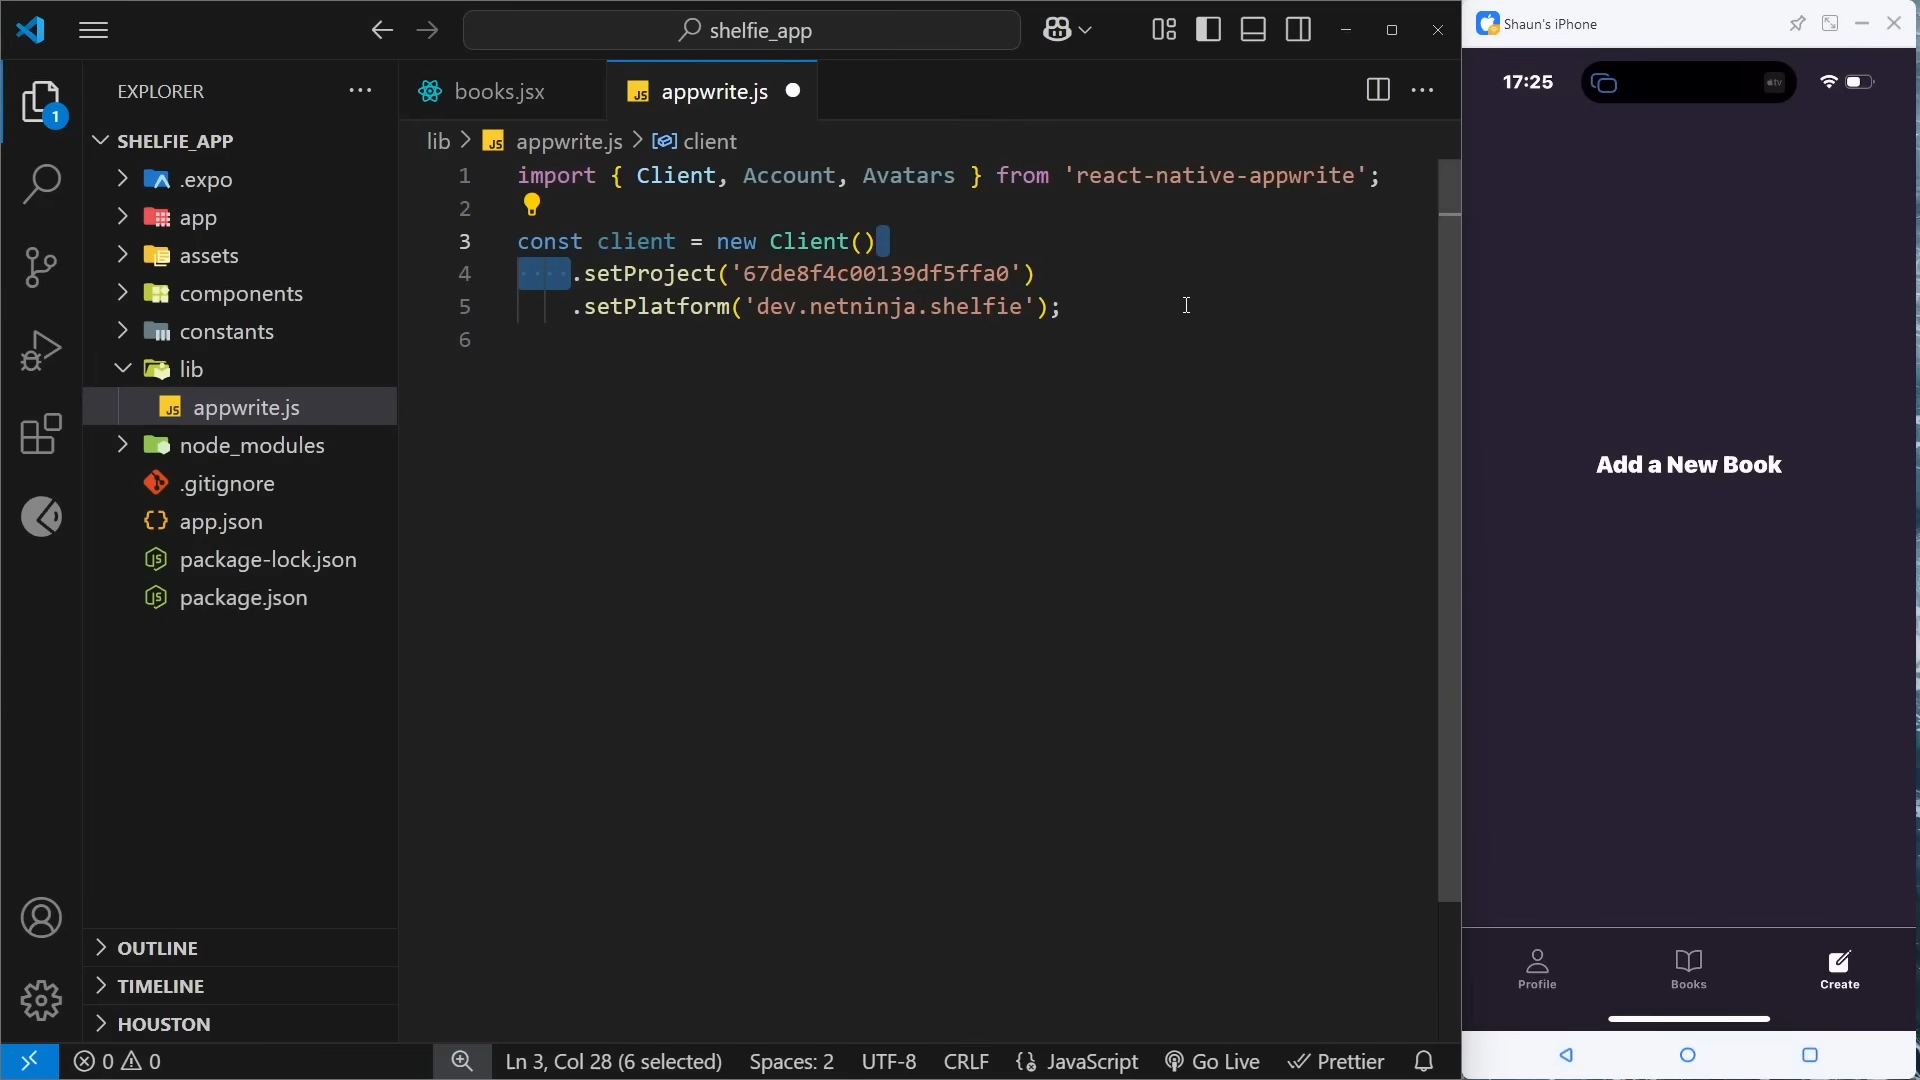 shelfie_app
EXPLORER
1
SHELFIE_APP
.expo
app
assets
components
constants
lib
appwrite.js
node_modules
.gitignore
app.json
package-lock.json
package.json
OUTLINE
TIMELINE
HOUSTON
books.jsx
appwrite.js
lib > appwrite.js > client
1 import { Client, Account, Avatars } from 'react-native-appwrite';
2
3 const client = new Client()
4 ····.setProject('67de8f4c00139df5ffa0')
5 .setPlatform('dev.netninja.shelfie');
6
0 0
Ln 3, Col 28 (6 selected) Spaces: 2 UTF-8 CRLF {} JavaScript Go Live Prettier
Shaun's iPhone
17:25
tv
Add a New Book
Profile Books Create